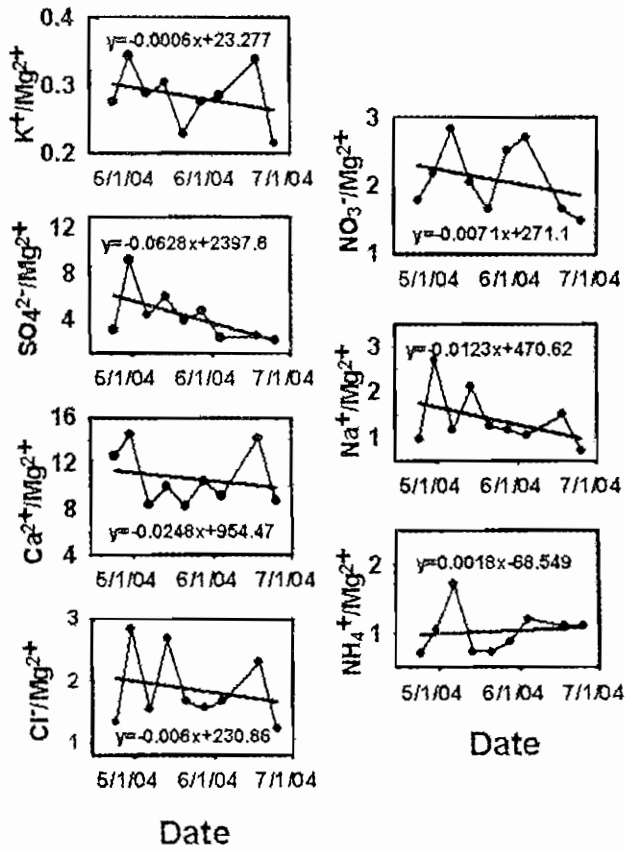 0.4
y=-0.0006x+23.277
0.3
0.2
K+/Mg2+
5/1/04 6/1/04 7/1/04
12
y=-0.0628x+2397.6
8
4
SO42-/Mg2+
5/1/04 6/1/04 7/1/04
16
12
8
y=-0.0248x+954.47
4
Ca2+/Mg2+
5/1/04 6/1/04 7/1/04
3
2
1
y=-0.006x+230.86
Cl-/Mg2+
5/1/04 6/1/04 7/1/04
Date
3
2
y=-0.0071x+271.1
1
NO3-/Mg2+
5/1/04 6/1/04 7/1/04
3
y=-0.0123x+470.62
2
1
Na+/Mg2+
5/1/04 6/1/04 7/1/04
2
y=0.0018x-68.549
1
NH4+/Mg2+
5/1/04 6/1/04 7/1/04
Date